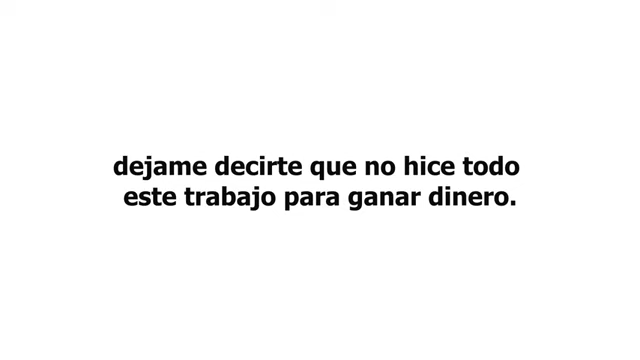 dejame decirte que no hice todo
este trabajo para ganar dinero.